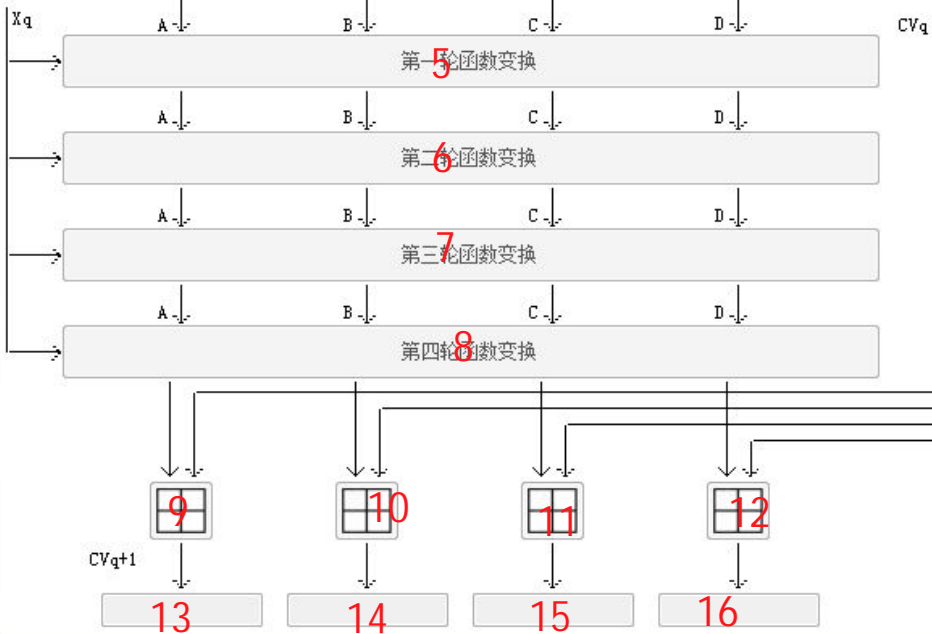 Xq
A B C D CVq
第一轮函数变换
5
A B C D
第二轮函数变换
6
A B C D
第三轮函数变换
7
A B C D
第四轮函数变换
8
9 10 11 12
CVq+1
13 14 15 16